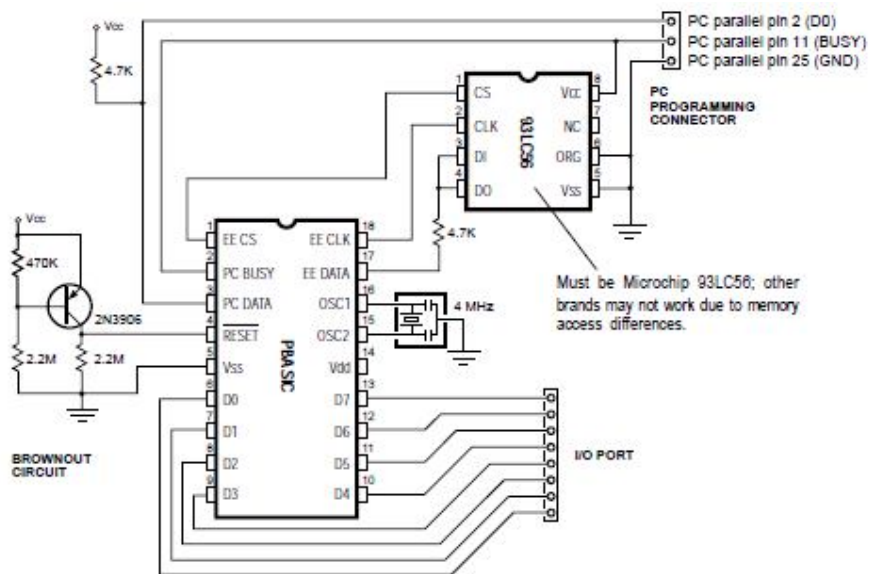 Vcc
4.7K
PC parallel pin 2 (D0)
PC parallel pin 11 (BUSY)
PC parallel pin 25 (GND)
PC
PROGRAMMING
CONNECTOR
93LC56
1 CS
2 CLK
3 DI
4 DO
8 Vcc
7 NC
6 ORG
5 Vss
4.7K
Must be Microchip 93LC56; other
brands may not work due to memory
access differences.
Vcc
470K
2N3906
2.2M
2.2M
BROWNOUT
CIRCUIT
PBASIC
1 EE CS
2 PC BUSY
3 PC DATA
4 RESET
5 Vss
6 D0
7 D1
8 D2
9 D3
18 EE CLK
17 EE DATA
16 OSC1
15 OSC2
14 Vdd
13 D7
12 D6
11 D5
10 D4
4 MHz
I/O PORT